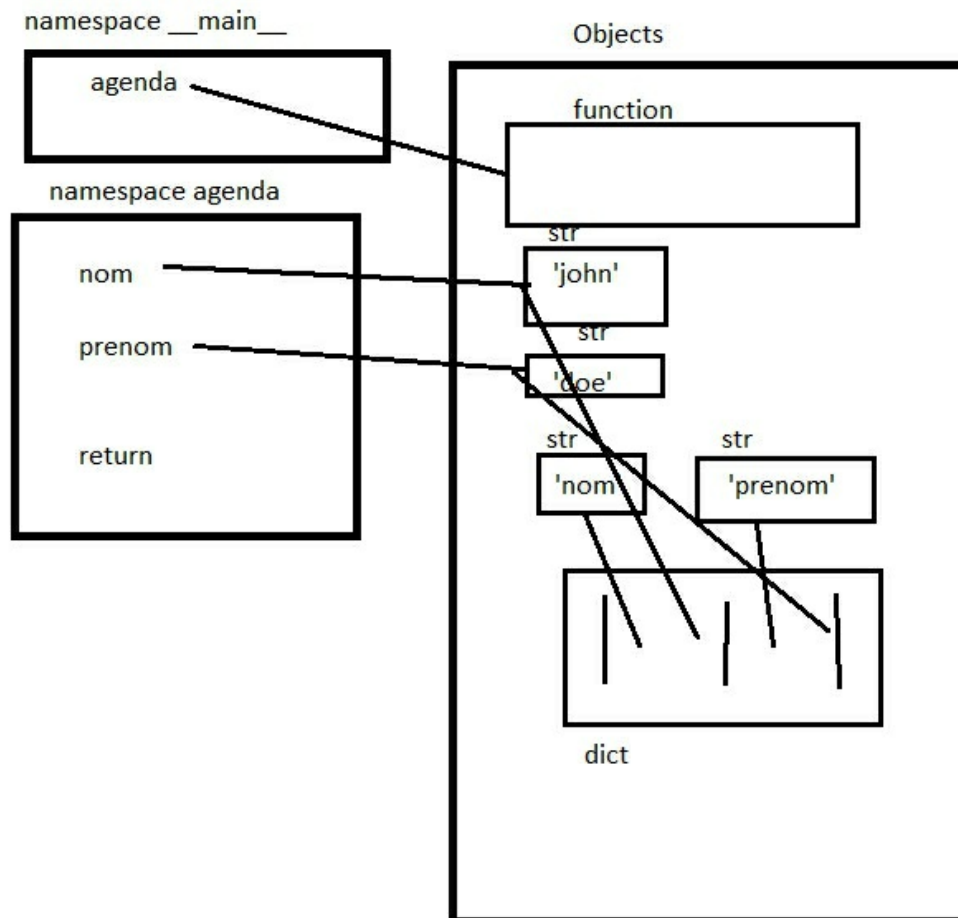 namespace __main__
agenda
namespace agenda
nom
prenom
return
Objects
function
str
'john'
str
'doe'
str
'nom'
str
'prenom'
dict